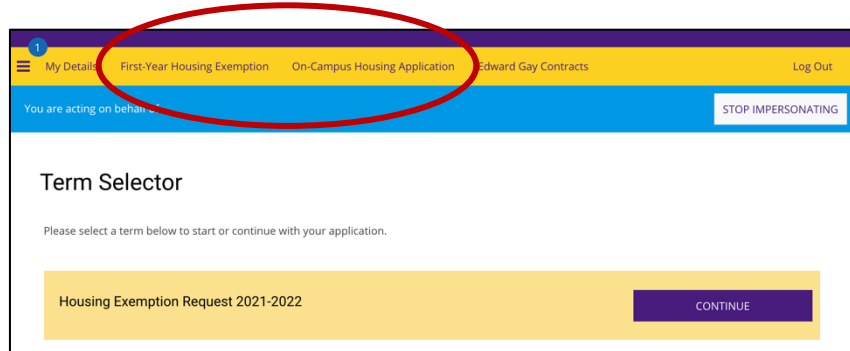 1
My Details First-Year Housing Exemption On-Campus Housing Application Edward Gay Contracts Log Out
You are acting on behalf of STOP IMPERSONATING
Term Selector
Please select a term below to start or continue with your application.
Housing Exemption Request 2021-2022 CONTINUE